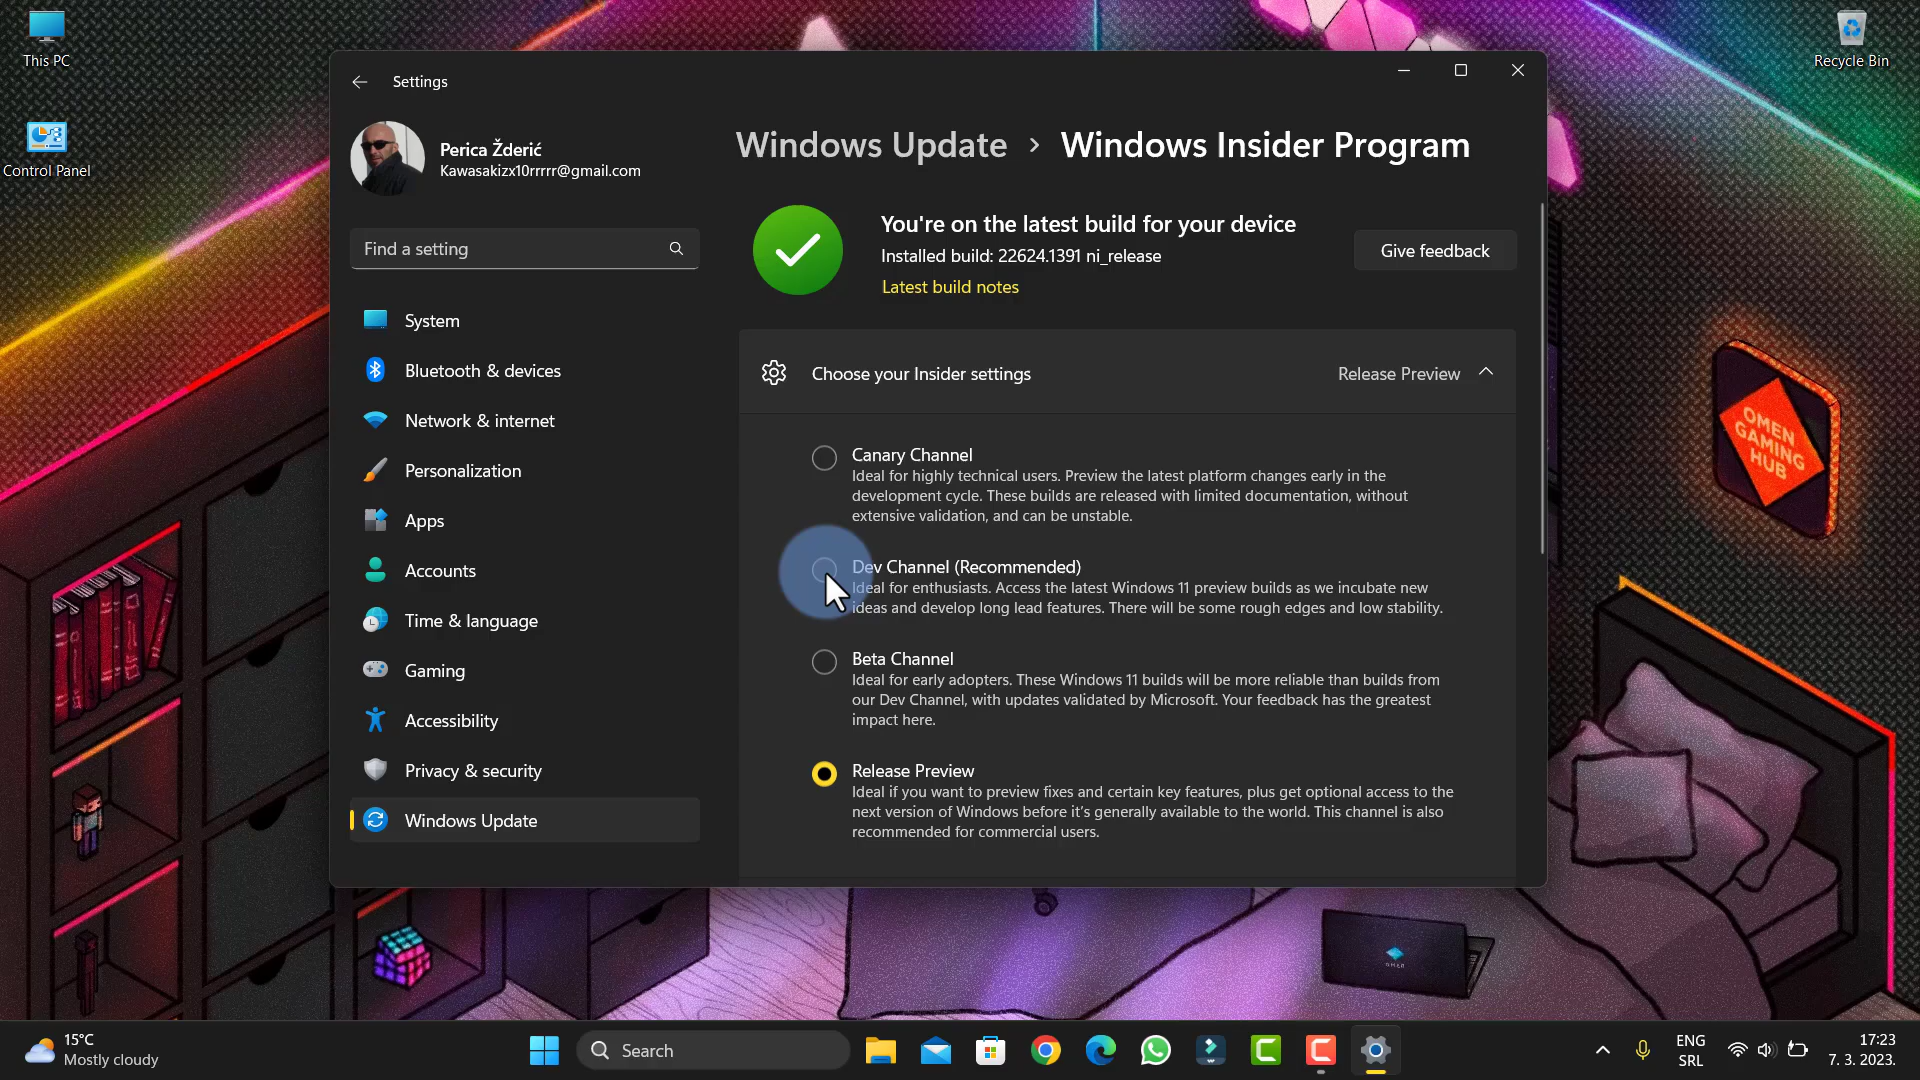 This PC
Recycle Bin
Control Panel
Settings
Perica Žderić
Kawasakizx10rrrrr@gmail.com
Find a setting
System
Bluetooth & devices
Network & internet
Personalization
Apps
Accounts
Time & language
Gaming
Accessibility
Privacy & security
Windows Update
Windows Update › Windows Insider Program
You're on the latest build for your device
Installed build: 22624.1391 ni_release
Latest build notes
Give feedback
Choose your Insider settings
Release Preview
Canary Channel
Ideal for highly technical users. Preview the latest platform changes early in the
development cycle. These builds are released with limited documentation, without
extensive validation, and can be unstable.
Dev Channel (Recommended)
Ideal for enthusiasts. Access the latest Windows 11 preview builds as we incubate new
ideas and develop long lead features. There will be some rough edges and low stability.
Beta Channel
Ideal for early adopters. These Windows 11 builds will be more reliable than builds from
our Dev Channel, with updates validated by Microsoft. Your feedback has the greatest
impact here.
Release Preview
Ideal if you want to preview fixes and certain key features, plus get optional access to the
next version of Windows before it's generally available to the world. This channel is also
recommended for commercial users.
OMEN
GAMING
HUB
OMEN
15°C
Mostly cloudy
Search
ENG
SRL
17:23
7. 3. 2023.